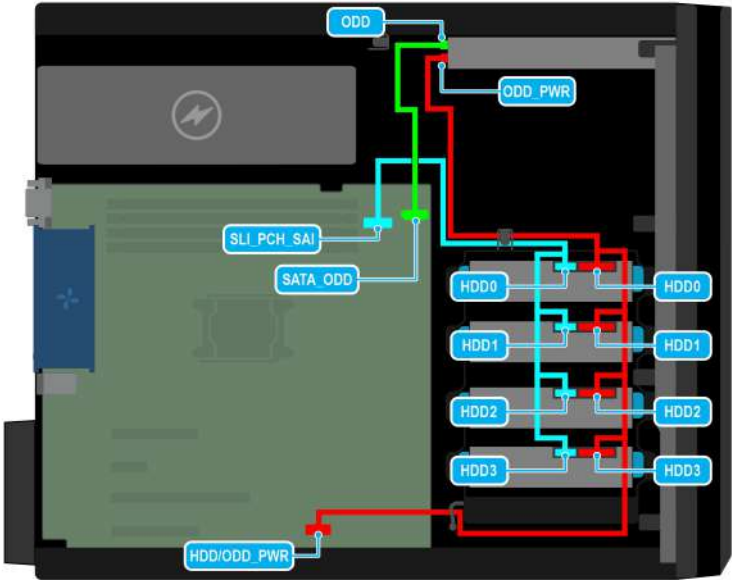 ODD
ODD_PWR
SLI_PCH_SAI
SATA_ODD
HDD0
HDD0
HDD1
HDD1
HDD2
HDD2
HDD3
HDD3
HDD/ODD_PWR